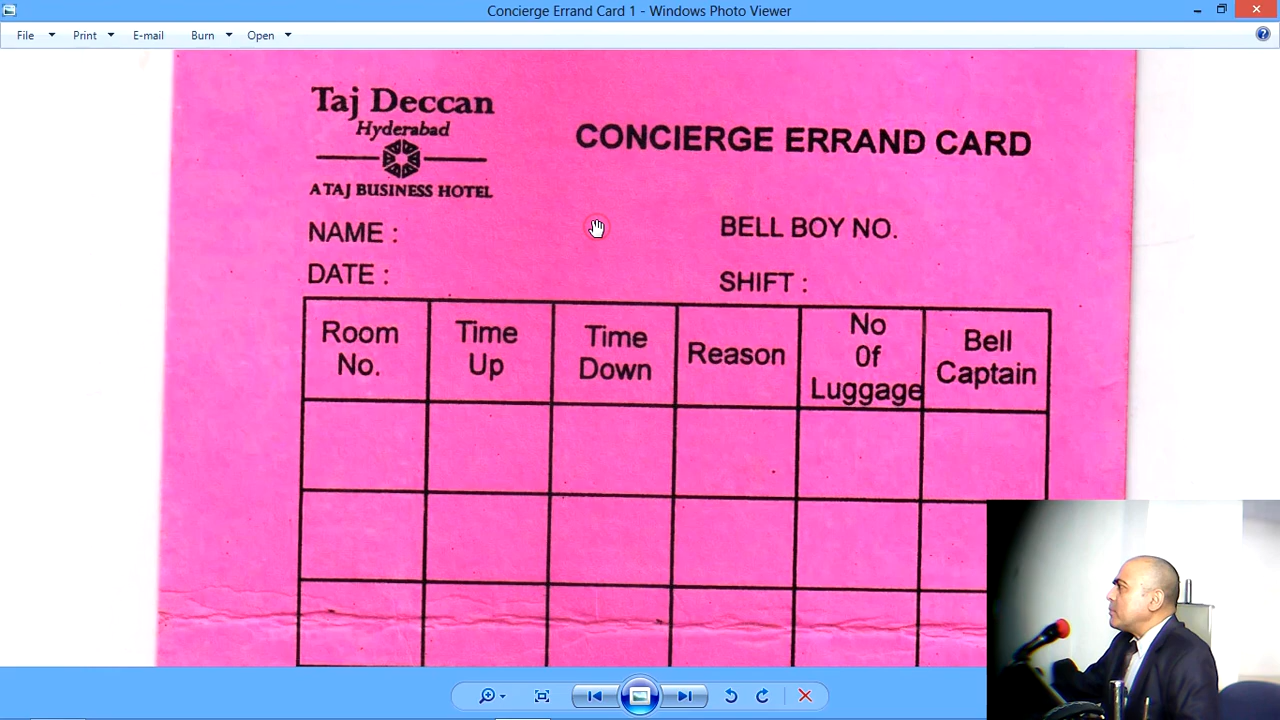 Concierge Errand Card 1 - Windows Photo Viewer
File Print E-mail Burn Open
Taj Deccan
Hyderabad
A TAJ BUSINESS HOTEL
CONCIERGE ERRAND CARD
NAME :
BELL BOY NO.
DATE :
SHIFT :
Room No.
Time Up
Time Down
Reason
No 0f Luggage
Bell Captain